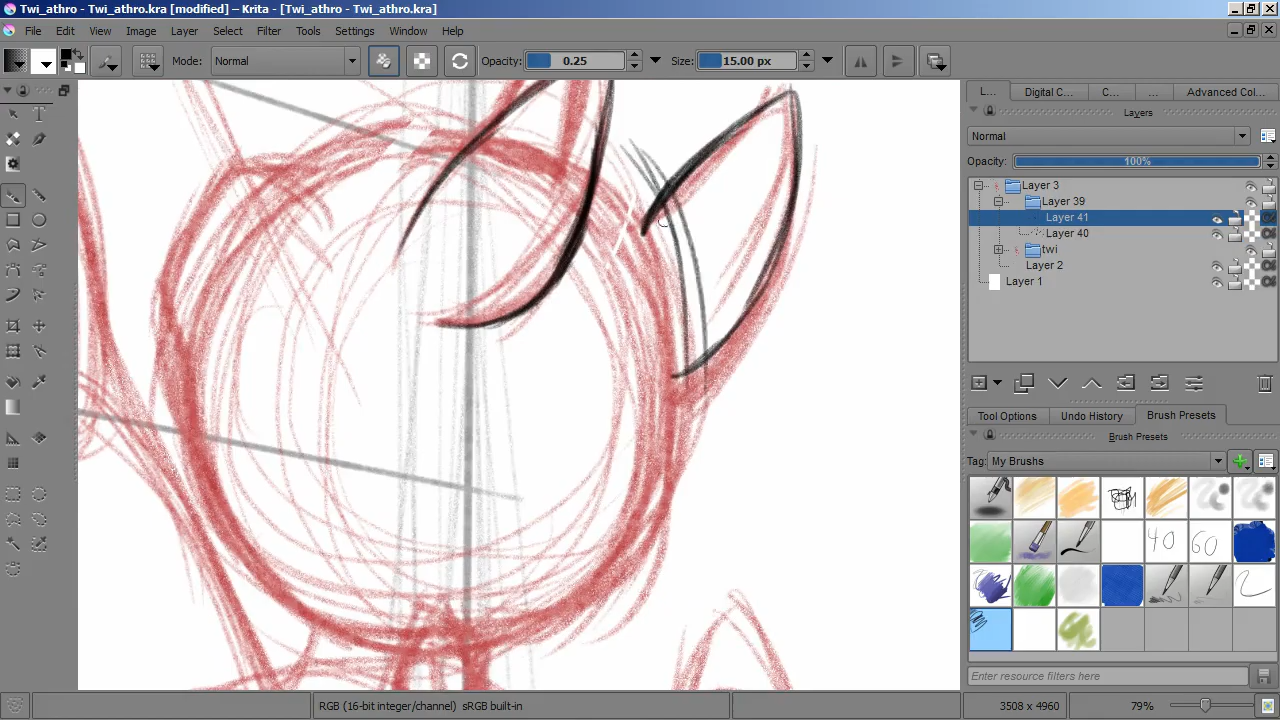 Twi_athro - Twi_athro.kra [modified] - Krita - [Twi_athro - Twi_athro.kra]
File Edit View Image Layer Select Filter Tools Settings Window Help
Mode: Normal Opacity: 0.25 Size: 15.00 px
L... Digital C... C... ... Advanced Col...
Layers
Normal
Opacity: 100%
Layer 3
Layer 39
Layer 41
Layer 40
twi
Layer 2
Layer 1
Tool Options Undo History Brush Presets
Brush Presets
Tag: My Brushs
40 60
Enter resource filters here
RGB (16-bit integer/channel) sRGB built-in 3508 x 4960 79%